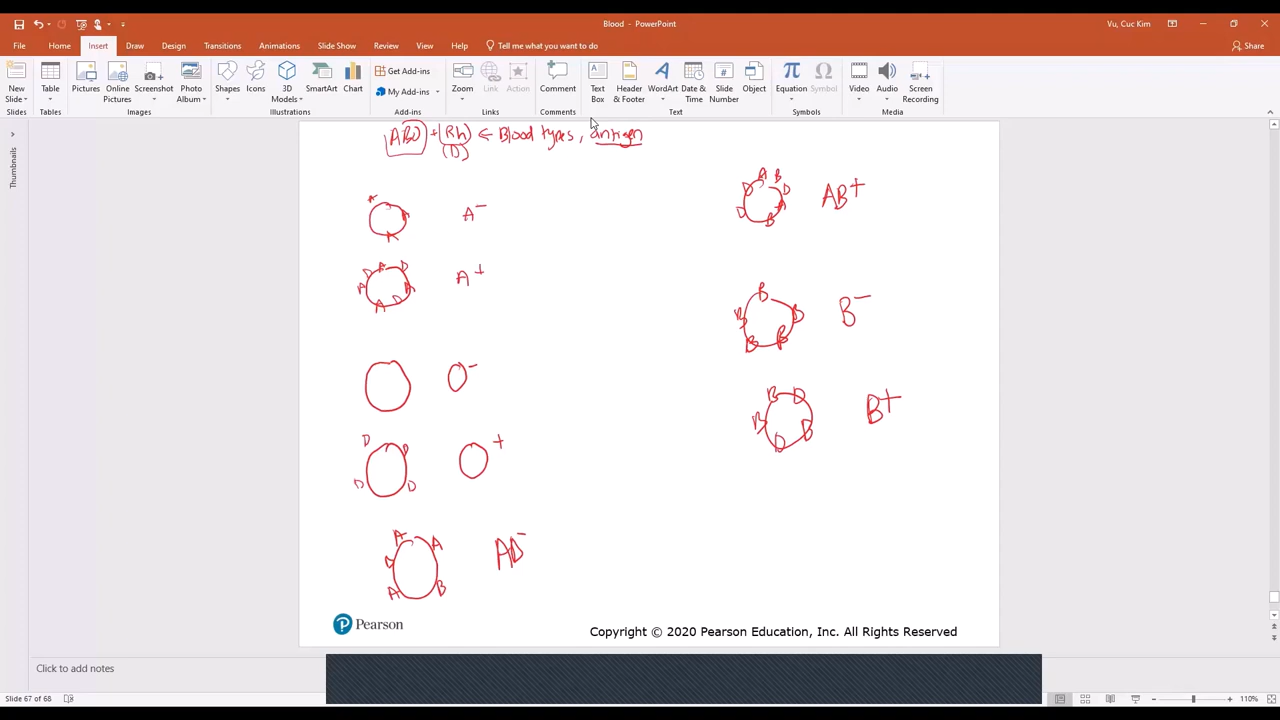 Blood - PowerPoint
Vu, Cuc Kim
File Home Insert Draw Design Transitions Animations Slide Show Review View Help Tell me what you want to do Share
New Slide
Table
Pictures
Online Pictures
Screenshot
Photo Album
Shapes
Icons
3D Models
SmartArt
Chart
Get Add-ins
My Add-ins
Zoom
Link
Action
Comment
Text Box
Header & Footer
WordArt
Date & Time
Slide Number
Object
Equation
Symbol
Video
Audio
Screen Recording
Slides Tables Images Illustrations Add-ins Links Comments Text Symbols Media
Thumbnails
ABO + Rh ← Blood types, antigen
(D)
A A A
A-
D A D A D A A
A+
O-
D D D D
O+
A A A B
AB-
A B D A B D D
AB+
B B B B B
B-
B D B D B
B+
Pearson
Copyright © 2020 Pearson Education, Inc. All Rights Reserved
Click to add notes
Slide 67 of 68
110%